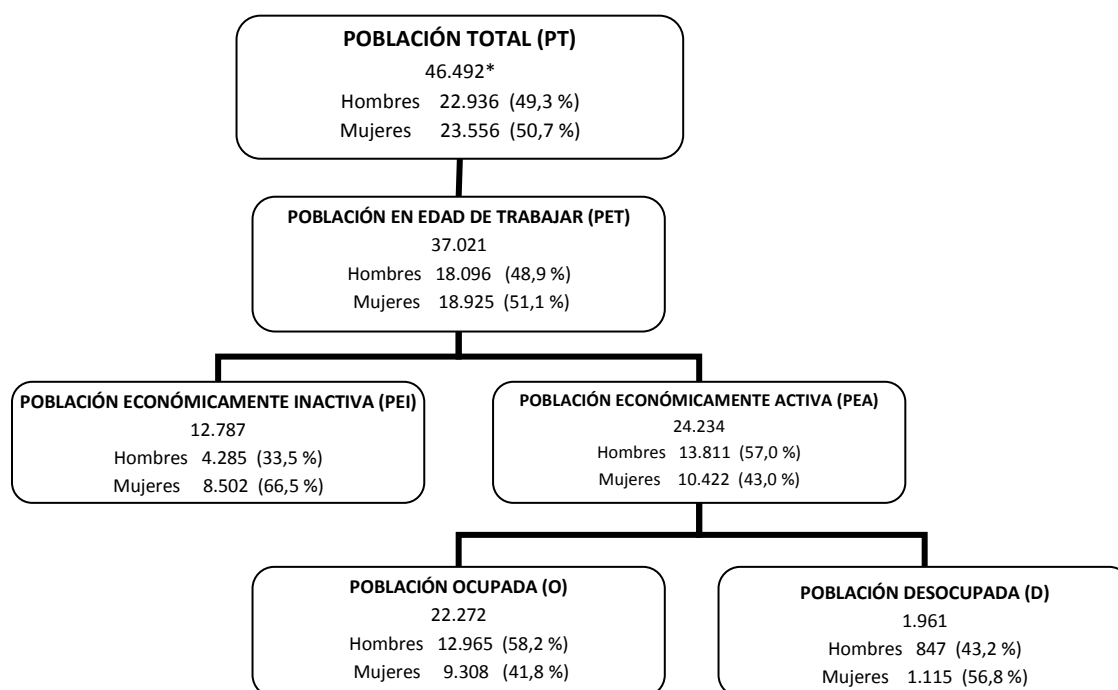 POBLACIÓN TOTAL (PT)
46.492*
Hombres 22.936 (49,3 %)
Mujeres 23.556 (50,7 %)
POBLACIÓN EN EDAD DE TRABAJAR (PET)
37.021
Hombres 18.096 (48,9 %)
Mujeres 18.925 (51,1 %)
POBLACIÓN ECONÓMICAMENTE INACTIVA (PEI)
12.787
Hombres 4.285 (33,5 %)
Mujeres 8.502 (66,5 %)
POBLACIÓN ECONÓMICAMENTE ACTIVA (PEA)
24.234
Hombres 13.811 (57,0 %)
Mujeres 10.422 (43,0 %)
POBLACIÓN OCUPADA (O)
22.272
Hombres 12.965 (58,2 %)
Mujeres 9.308 (41,8 %)
POBLACIÓN DESOCUPADA (D)
1.961
Hombres 847 (43,2 %)
Mujeres 1.115 (56,8 %)